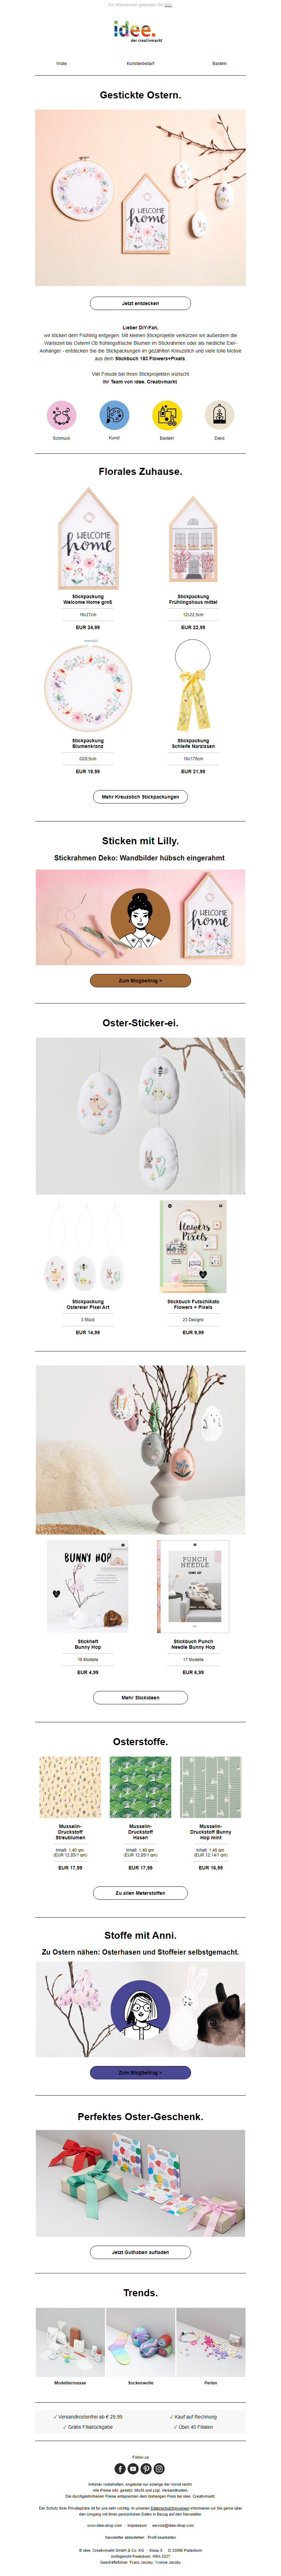 Zur Webversion gelangen Sie hier.
idee.
der creativmarkt
Wolle
Künstlerbedarf
Basteln
Gestickte Ostern.
WELCOME
home
Jetzt entdecken
Lieber DIY-Fan,
wir sticken dem Frühling entgegen. Mit kleinen Stickprojekte verkürzen wir außerdem die
Wartezeit bis Ostern! Ob frühlingsfrische Blumen im Stickrahmen oder als niedliche Eier-
Anhänger - entdecken Sie die Stickpackungen im gezählten Kreuzstich und viele tolle Motive
aus dem Stickbuch 183 Flowers+Pixels.
Viel Freude bei Ihren Stickprojekten wünscht
Ihr Team von idee. Creativmarkt
Schmuck
Kunst
Basteln
Deko
Florales Zuhause.
WELCOME
home
Stickpackung
Welcome Home groß
16x27cm
EUR 24,99
Stickpackung
Frühlingshaus mittel
12x22,5cm
EUR 22,99
Stickpackung
Blumenkranz
Ø20,5cm
EUR 19,99
Stickpackung
Schleife Narzissen
10x170cm
EUR 21,99
Mehr Kreuzstich Stickpackungen
Sticken mit Lilly.
Stickrahmen Deko: Wandbilder hübsch eingerahmt.
WELCOME
home
Zum Blogbeitrag >
Oster-Sticker-ei.
Flowers
Pixels
Stickpackung
Ostereier Pixel Art
3 Stück
EUR 14,99
Stickbuch Futschikato
Flowers + Pixels
23 Designs
EUR 9,99
BUNNY HOP
PUNCH
NEEDLE
BUNNY HOP
Stickheft
Bunny Hop
16 Modelle
EUR 4,99
Stickbuch Punch
Needle Bunny Hop
17 Modelle
EUR 6,99
Mehr Stickideen
Osterstoffe.
Musselin-
Druckstoff
Streublumen
Inhalt: 1,40 qm
(EUR 12,85/1 qm)
EUR 17,99
Musselin-
Druckstoff
Hasen
Inhalt: 1,40 qm
(EUR 12,85/1 qm)
EUR 17,99
Musselin-
Druckstoff Bunny
Hop mint
Inhalt: 1,40 qm
(EUR 12,14/1 qm)
EUR 16,99
Zu allen Meterstoffen
Stoffe mit Anni.
Zu Ostern nähen: Osterhasen und Stoffeier selbstgemacht.
Zum Blogbeitrag >
Perfektes Oster-Geschenk.
Jetzt Guthaben aufladen
Trends.
Modelliermasse
Sockenwolle
Perlen
✓ Versandkostenfrei ab € 29,99
✓ Kauf auf Rechnung
✓ Gratis Filialrückgabe
✓ Über 40 Filialen
Follow us
Irrtümer vorbehalten. Angebote nur solange der Vorrat reicht.
Alle Preise inkl. gesetzl. MwSt und zzgl. Versandkosten.
Die durchgestrichenen Preise entsprechen dem bisherigen Preis bei idee. Creativmarkt.
Der Schutz Ihrer Privatsphäre ist für uns sehr wichtig. In unseren Datenschutzhinweisen informieren wir Sie gerne über
den Umgang mit Ihren persönlichen Daten in Bezug auf den Newsletter.
www.idee-shop.com Impressum service@idee-shop.com
Newsletter abbestellen Profil bearbeiten
© idee. Creativmarkt GmbH & Co. KG Kleas 8 D-33090 Paderborn
Amtsgericht Paderborn, HRA 5327
Geschäftsführer: Franz Jacoby, Yvonne Jacoby